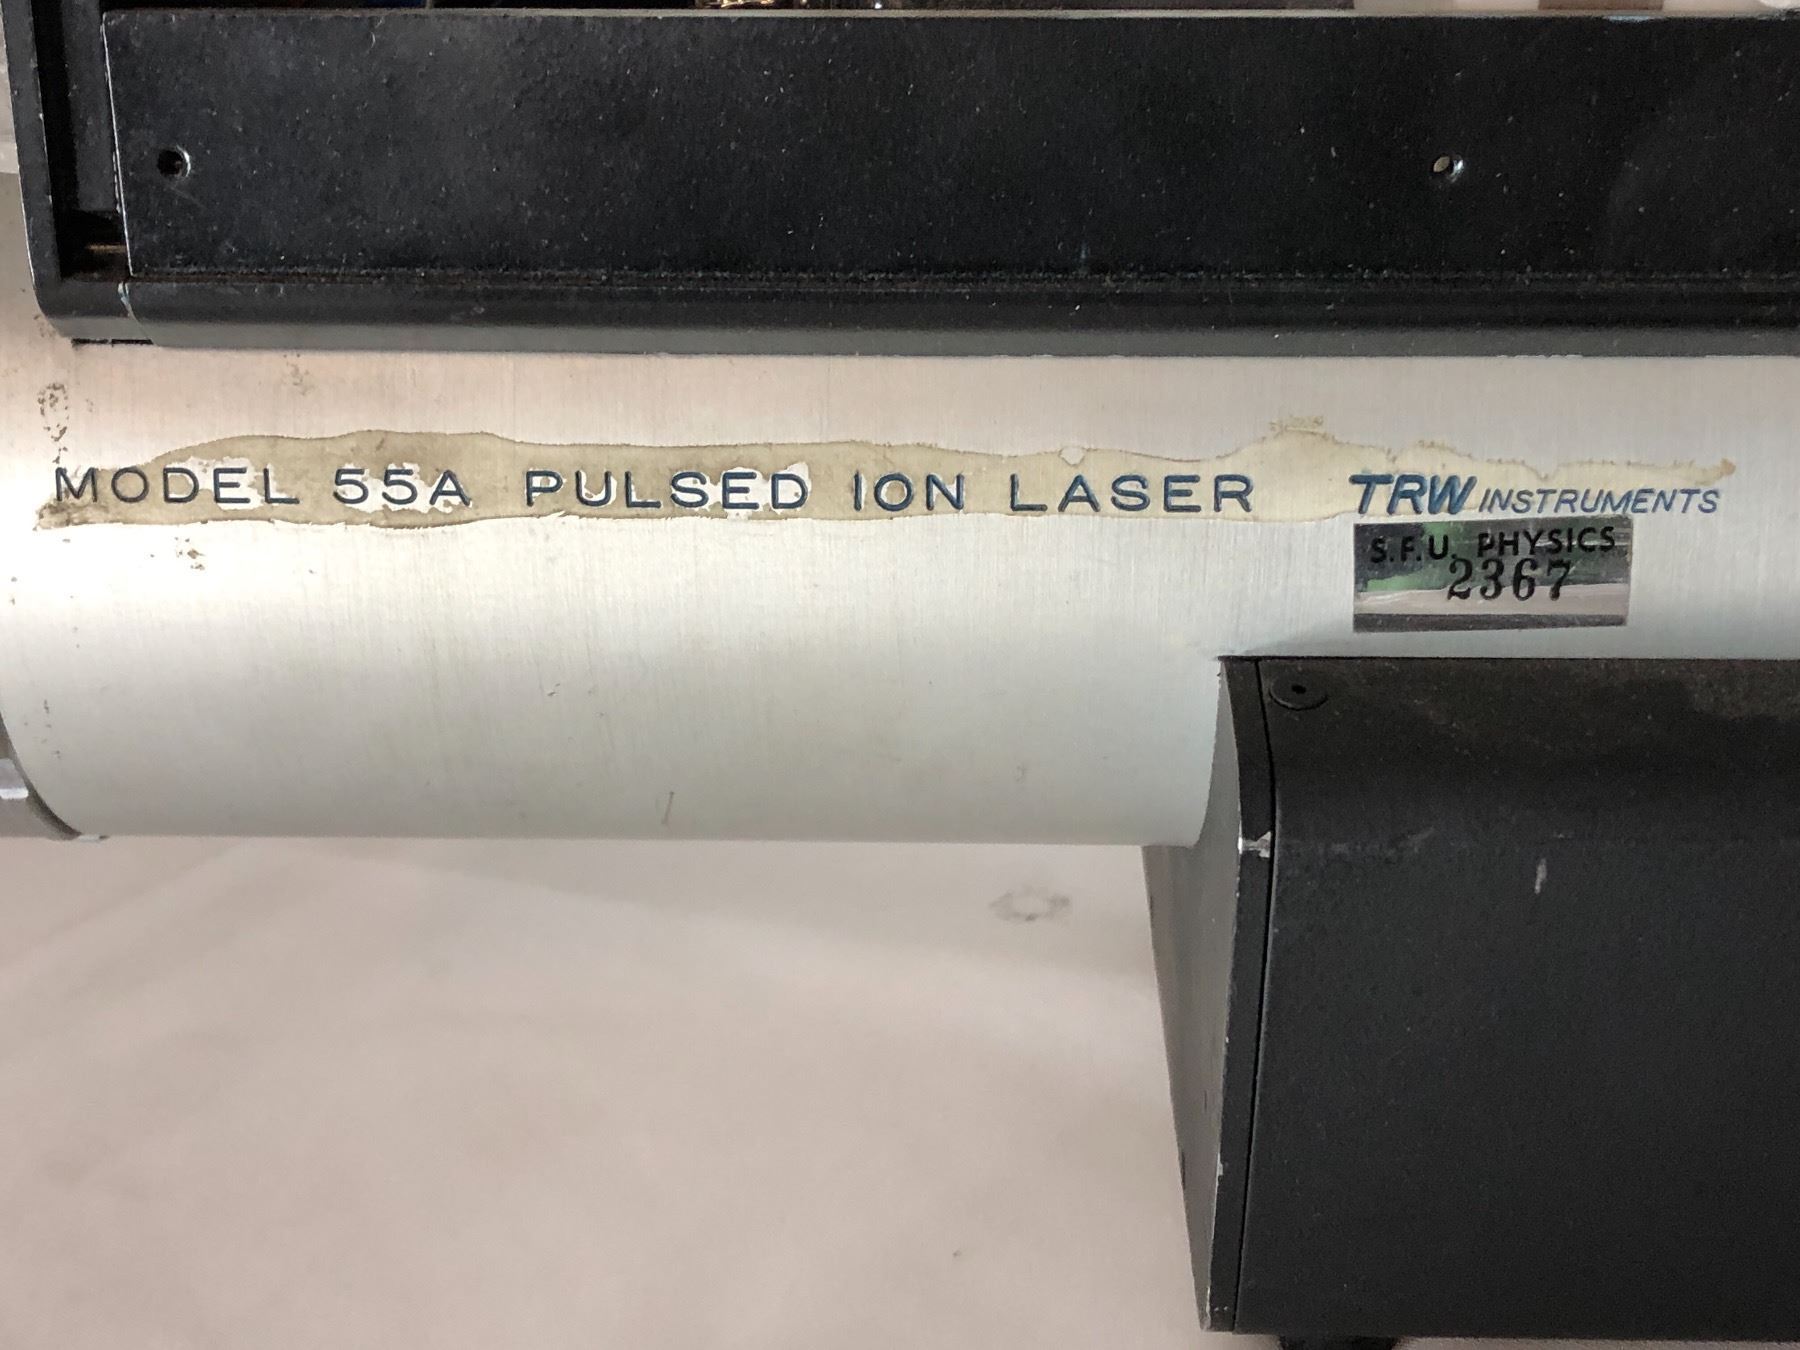 MODEL 55A PULSED ION LASER TRW INSTRUMENTS
S.F.U. PHYSICS
2367